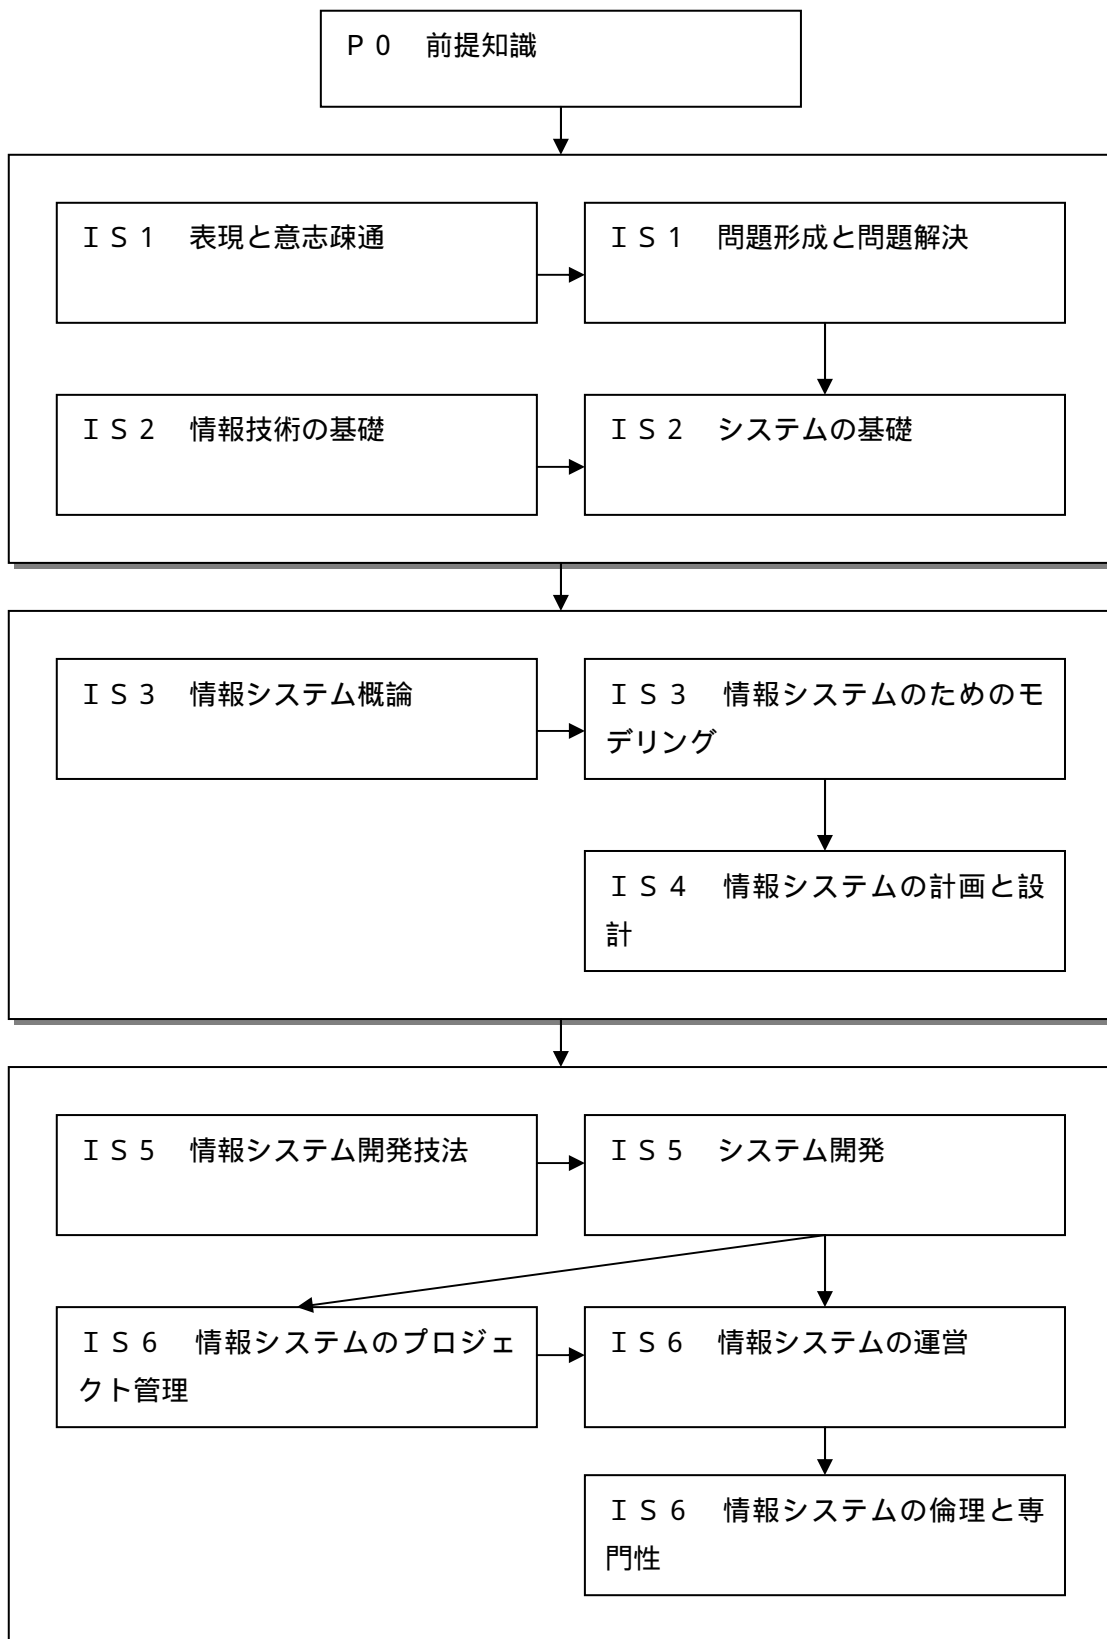 Ｐ０　前提知識
ＩＳ１　表現と意志疎通
ＩＳ１　問題形成と問題解決
ＩＳ２　情報技術の基礎
ＩＳ２　システムの基礎
ＩＳ３　情報システム概論
ＩＳ３　情報システムのためのモ
デリング
ＩＳ４　情報システムの計画と設
計
ＩＳ５　情報システム開発技法
ＩＳ５　システム開発
ＩＳ６　情報システムのプロジェ
クト管理
ＩＳ６　情報システムの運営
ＩＳ６　情報システムの倫理と専
門性